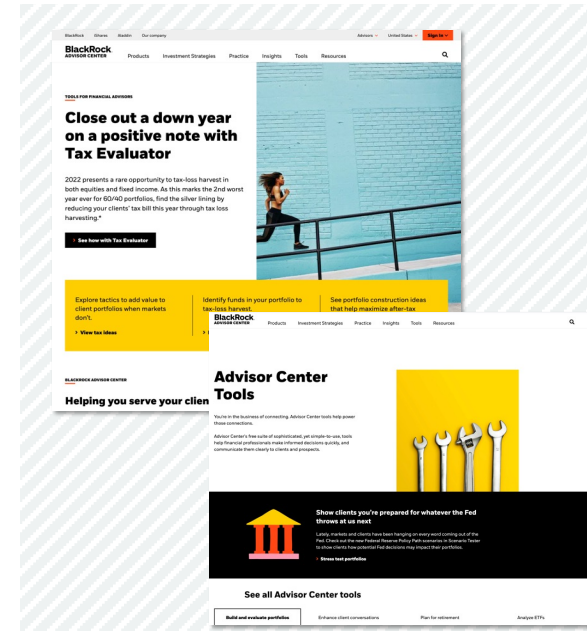 BlackRock iShares Aladdin Our company Advisors United States Sign In
BlackRock
ADVISOR CENTER
Products Investment Strategies Practice Insights Tools Resources
TOOLS FOR FINANCIAL ADVISORS
Close out a down year
on a positive note with
Tax Evaluator
2022 presents a rare opportunity to tax-loss harvest in
both equities and fixed income. As this marks the 2nd worst
year ever for 60/40 portfolios, find the silver lining by
reducing your clients' tax bill this year through tax loss
harvesting.*
See how with Tax Evaluator
Explore tactics to add value to
client portfolios when markets
don't.
View tax ideas
Identify funds in your portfolio to
tax-loss harvest.
See portfolio construction ideas
that help maximize after-tax
BLACKROCK ADVISOR CENTER
Helping you serve your clien
BlackRock
ADVISOR CENTER
Products Investment Strategies Practice Insights Tools Resources
Advisor Center
Tools
You're in the business of connecting. Advisor Center tools help power
those connections.
Advisor Center's free suite of sophisticated, yet simple-to-use, tools
help financial professionals make informed decisions quickly, and
communicate them clearly to clients and prospects.
Show clients you're prepared for whatever the Fed
throws at us next
Lately, markets and clients have been hanging on every word coming out of the
Fed. Check out the new Federal Reserve Policy Path scenarios in Scenario Tester
to show clients how potential Fed decisions may impact their portfolios.
Stress test portfolios
See all Advisor Center tools
Build and evaluate portfolios Enhance client conversations Plan for retirement Analyze ETFs